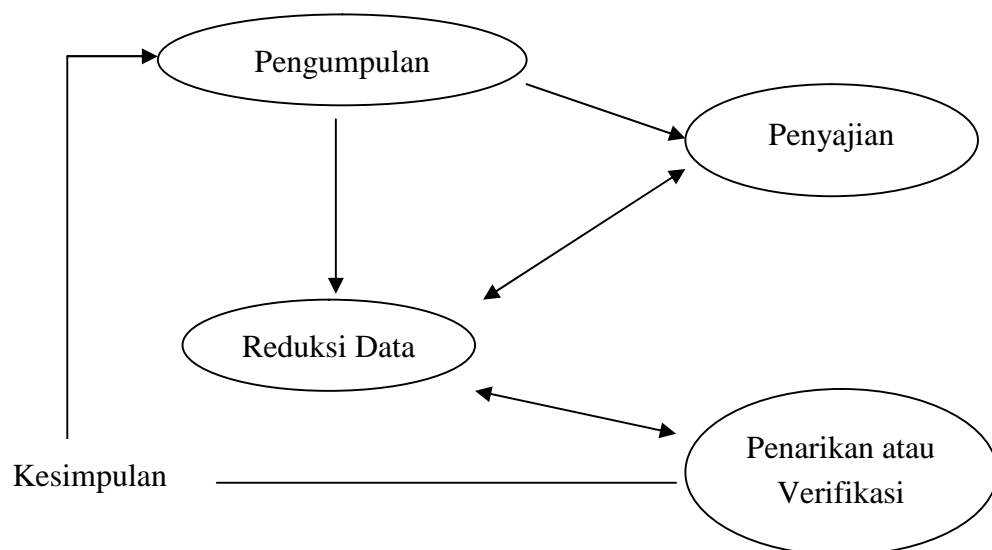 Pengumpulan
Penyajian
Reduksi Data
Penarikan atau
Verifikasi
Kesimpulan